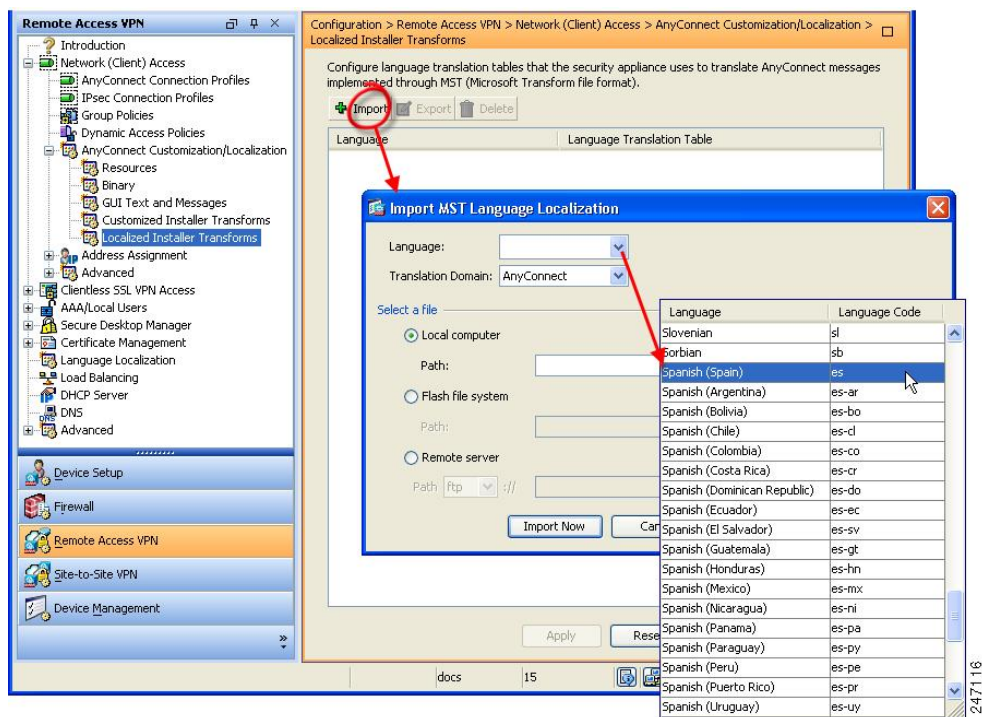 Remote Access VPN
Introduction
Network (Client) Access
AnyConnect Connection Profiles
IPsec Connection Profiles
Group Policies
Dynamic Access Policies
AnyConnect Customization/Localization
Resources
Binary
GUI Text and Messages
Customized Installer Transforms
Localized Installer Transforms
Address Assignment
Advanced
Clientless SSL VPN Access
AAA/Local Users
Secure Desktop Manager
Certificate Management
Language Localization
Load Balancing
DHCP Server
DNS
Advanced
Device Setup
Firewall
Remote Access VPN
Site-to-Site VPN
Device Management
Configuration > Remote Access VPN > Network (Client) Access > AnyConnect Customization/Localization >
Localized Installer Transforms
Configure language translation tables that the security appliance uses to translate AnyConnect messages
implemented through MST (Microsoft Transform file format).
Import Export Delete
Language Language Translation Table
Import MST Language Localization
Language:
Translation Domain: AnyConnect
Select a file
Local computer
Path:
Flash file system
Path:
Remote server
Path ftp ://
Import Now Can
Language Language Code
Slovenian sl
Sorbian sb
Spanish (Spain) es
Spanish (Argentina) es-ar
Spanish (Bolivia) es-bo
Spanish (Chile) es-cl
Spanish (Colombia) es-co
Spanish (Costa Rica) es-cr
Spanish (Dominican Republic) es-do
Spanish (Ecuador) es-ec
Spanish (El Salvador) es-sv
Spanish (Guatemala) es-gt
Spanish (Honduras) es-hn
Spanish (Mexico) es-mx
Spanish (Nicaragua) es-ni
Spanish (Panama) es-pa
Spanish (Paraguay) es-py
Spanish (Peru) es-pe
Spanish (Puerto Rico) es-pr
Spanish (Uruguay) es-uy
Apply Rese
docs 15
247116